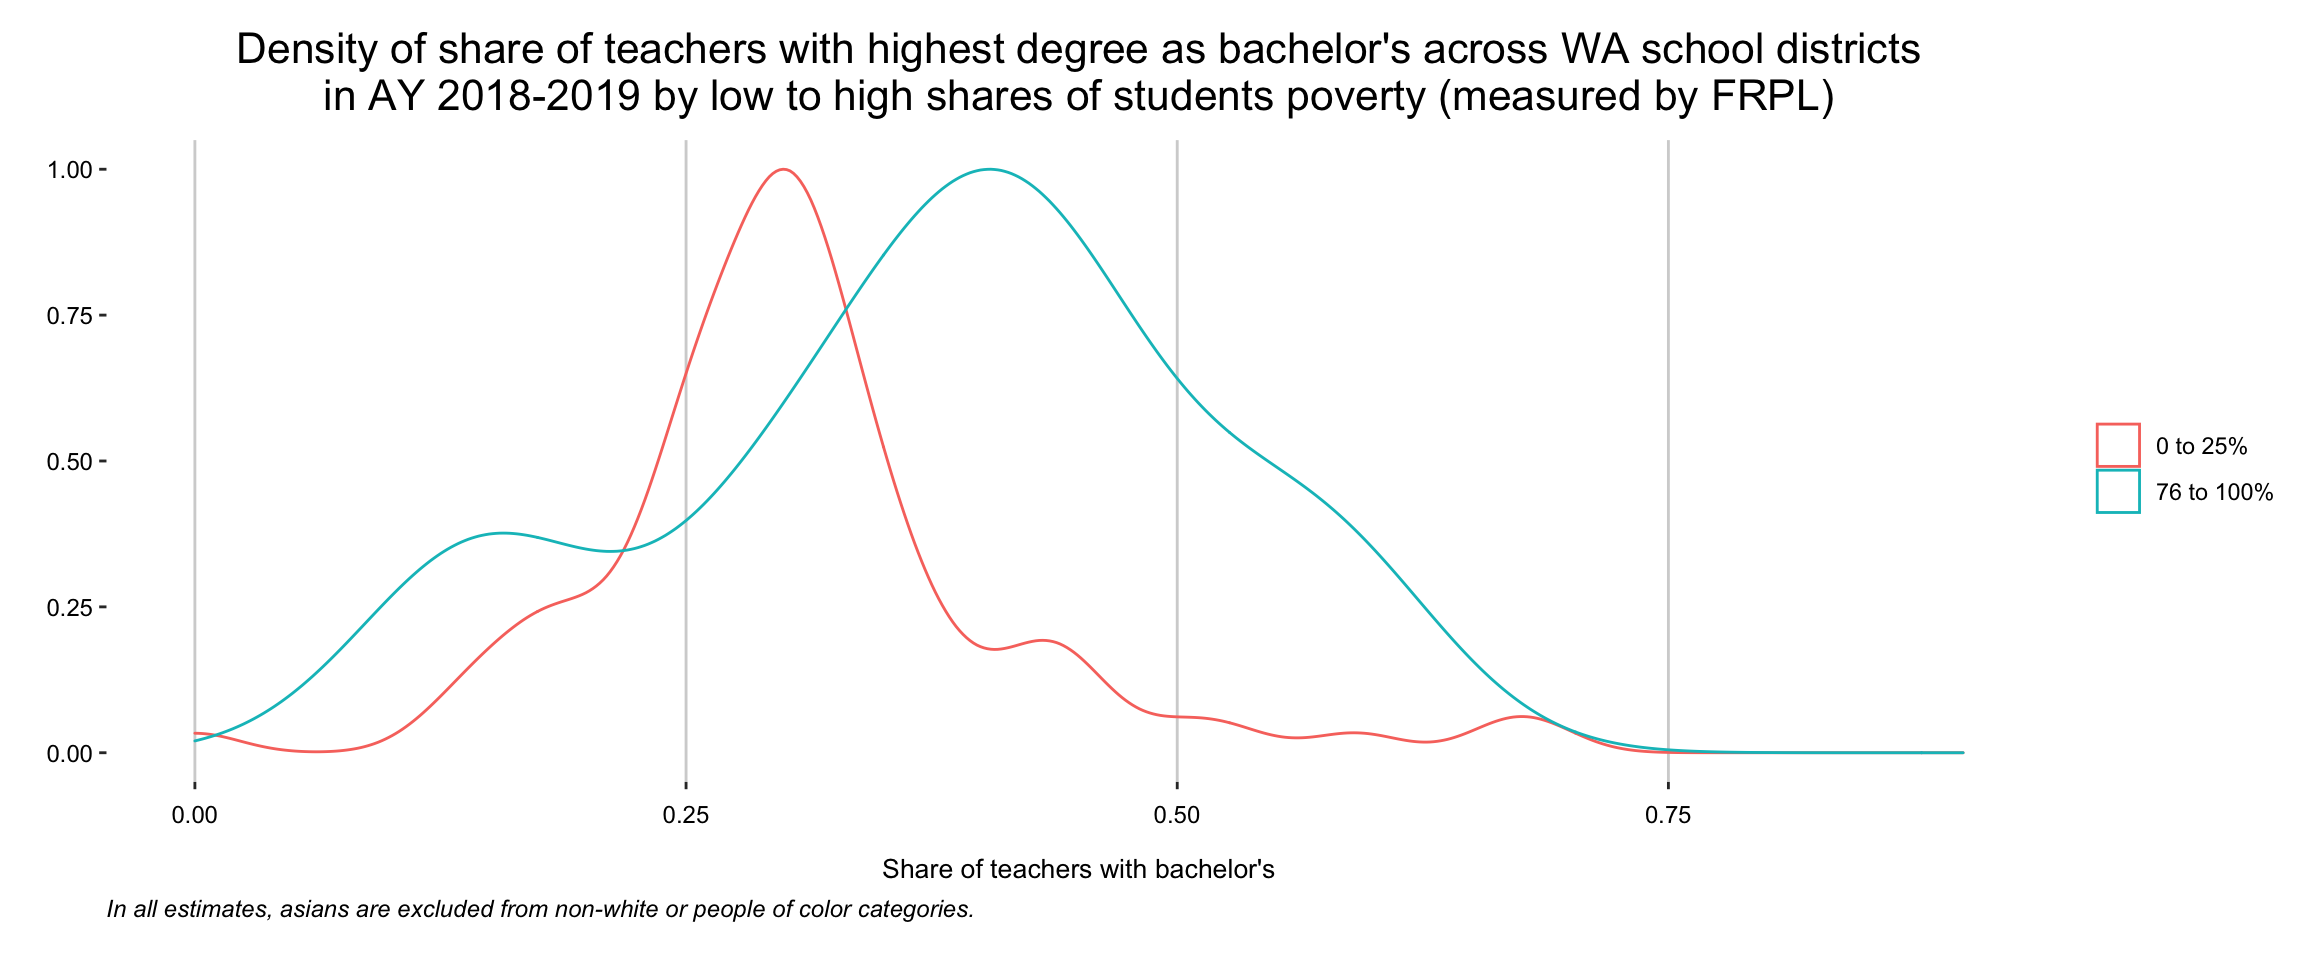 Density of share of teachers with highest degree as bachelor's across WA school districts
in AY 2018-2019 by low to high shares of students poverty (measured by FRPL)
1.00
0.75
0.50
0.25
0.00
0 to 25%
76 to 100%
0.00
0.25
0.50
0.75
Share of teachers with bachelor's
In all estimates, asians are excluded from non-white or people of color categories.